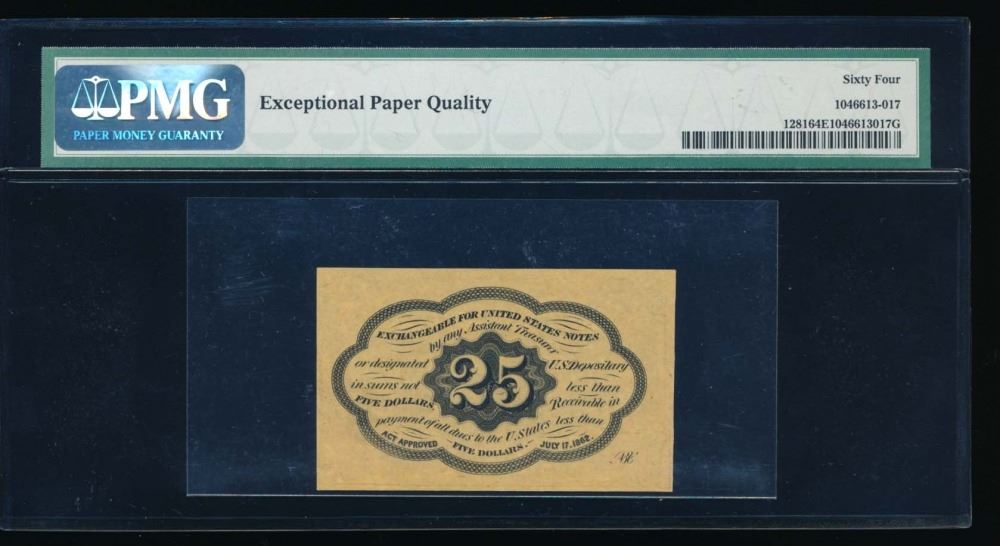 PMG
PAPER MONEY GUARANTY
Exceptional Paper Quality
Sixty Four
1046613-017
128164E1046613017G
EXCHANGEABLE FOR UNITED STATES NOTES
by any Assistant Treasurer
or designated U.S. Depositary
in sums not less than
FIVE DOLLARS, Receivable in
payment of all dues to the U. States less than
FIVE DOLLARS.
25
ACT APPROVED JULY 17. 1862.